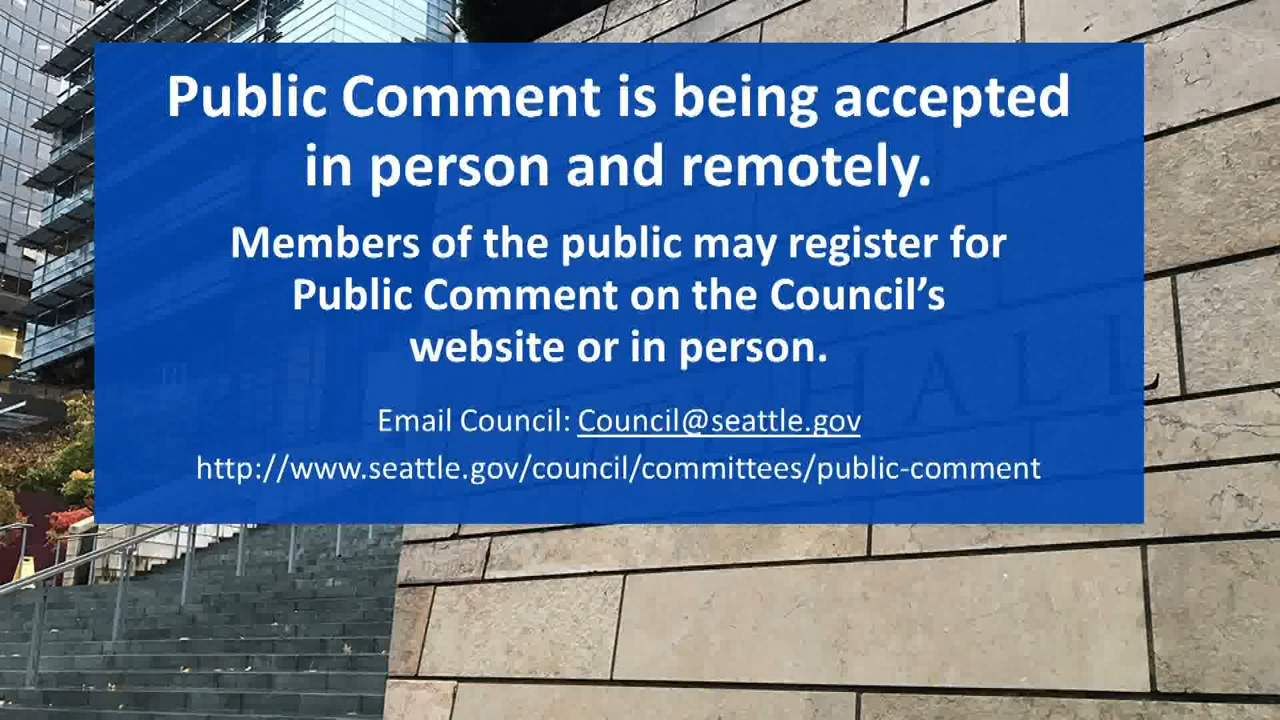 Public Comment is being accepted
in person and remotely.
Members of the public may register for
Public Comment on the Council’s
website or in person.
HALL
Email Council: Council@seattle.gov
http://www.seattle.gov/council/committees/public-comment